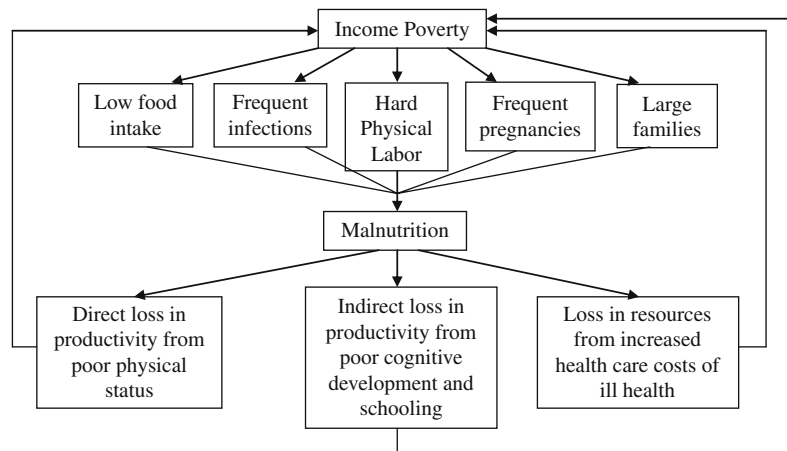 Income Poverty
Low food
intake
Frequent
infections
Hard
Physical
Labor
Frequent
pregnancies
Large
families
Malnutrition
Direct loss in
productivity from
poor physical
status
Indirect loss in
productivity from
poor cognitive
development and
schooling
Loss in resources
from increased
health care costs of
ill health